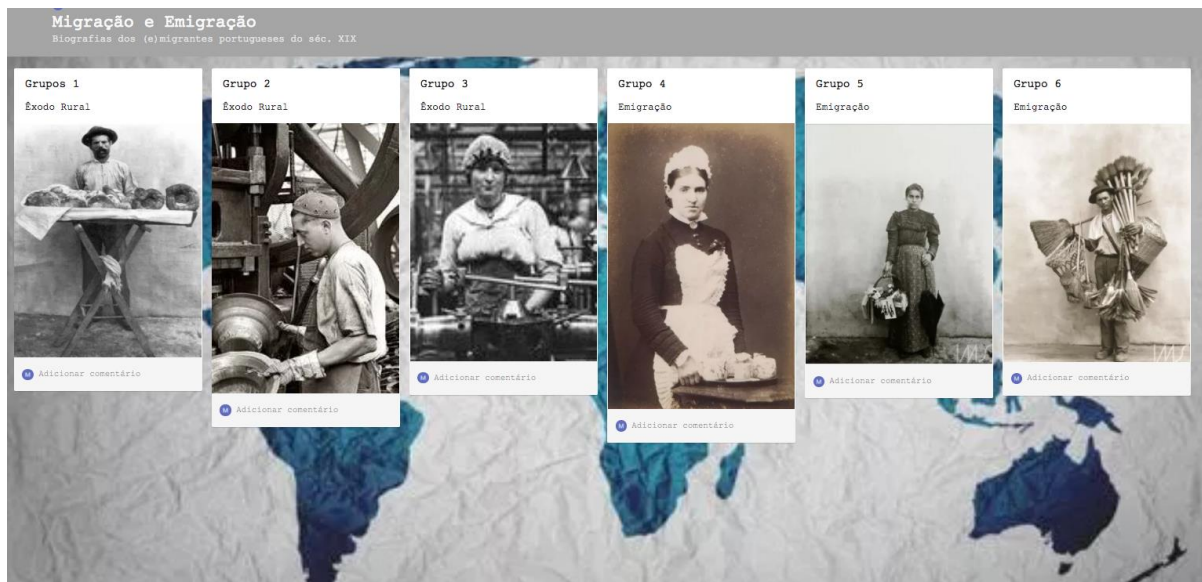 Migração e Emigração
Biografias dos (e)migrantes portugueses do séc. XIX
Grupos 1
Êxodo Rural
M Adicionar comentário
Grupo 2
Êxodo Rural
M Adicionar comentário
Grupo 3
Êxodo Rural
M Adicionar comentário
Grupo 4
Emigração
M Adicionar comentário
Grupo 5
Emigração
M Adicionar comentário
Grupo 6
Emigração
M Adicionar comentário